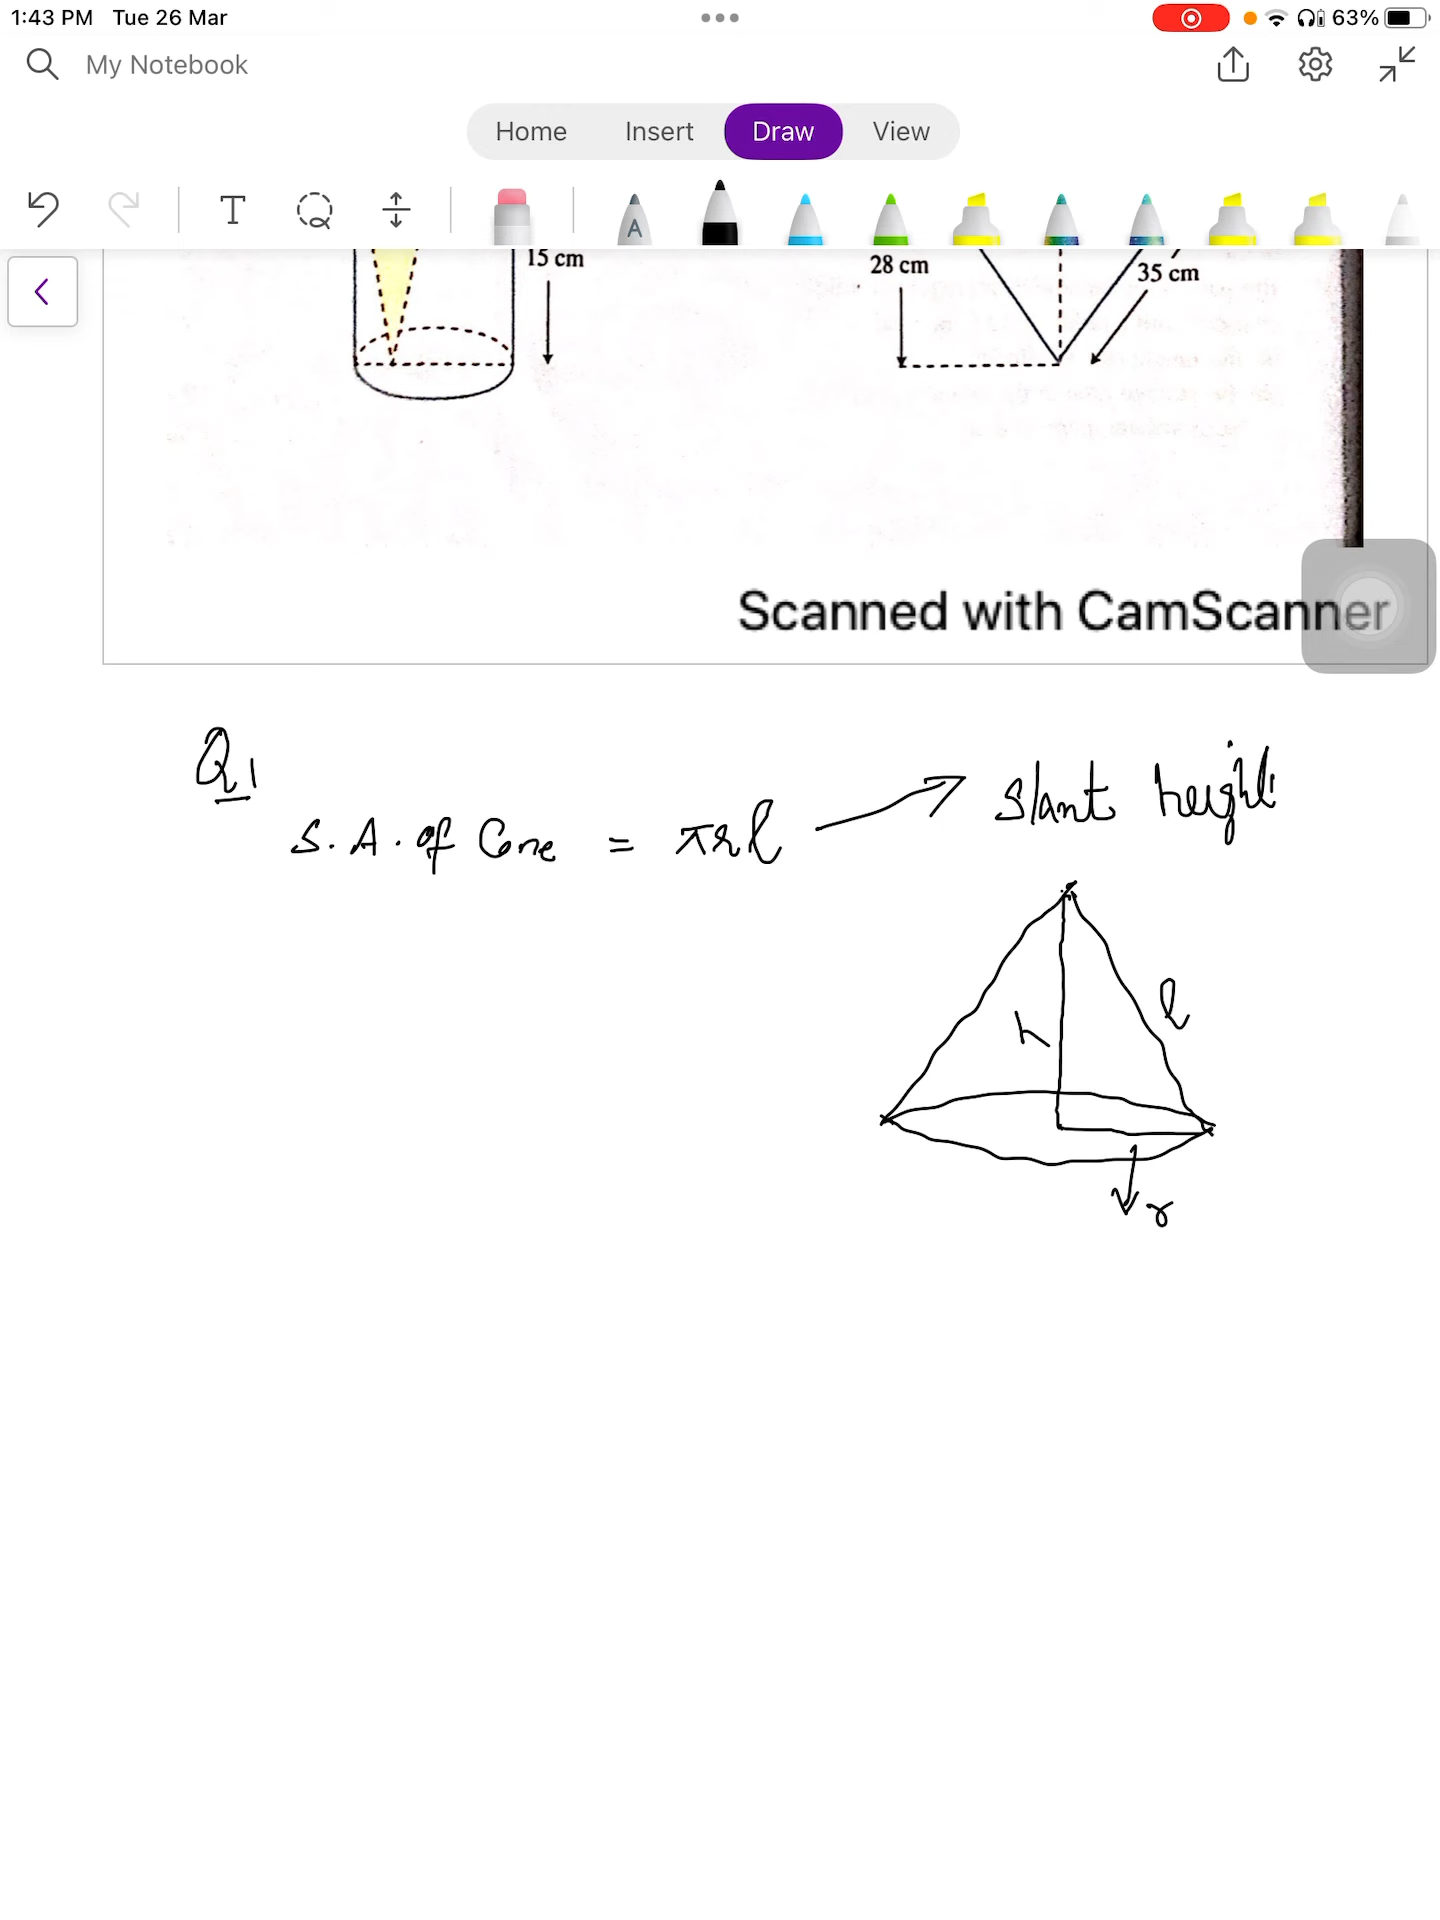 1:43 PM Tue 26 Mar
63%
My Notebook
Home Insert Draw View
T
A
15 cm
28 cm
35 cm
Scanned with CamScanner
Q1
S.A. of Cone = πrl → slant height
h
l
r